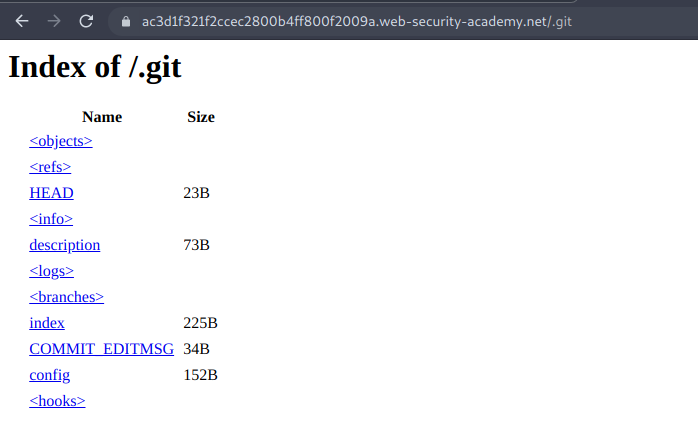 ac3d1f321f2ccec2800b4ff800f2009a.web-security-academy.net/.git
Index of /.git
Name Size
<objects>
<refs>
HEAD 23B
<info>
description 73B
<logs>
<branches>
index 225B
COMMIT_EDITMSG 34B
config 152B
<hooks>